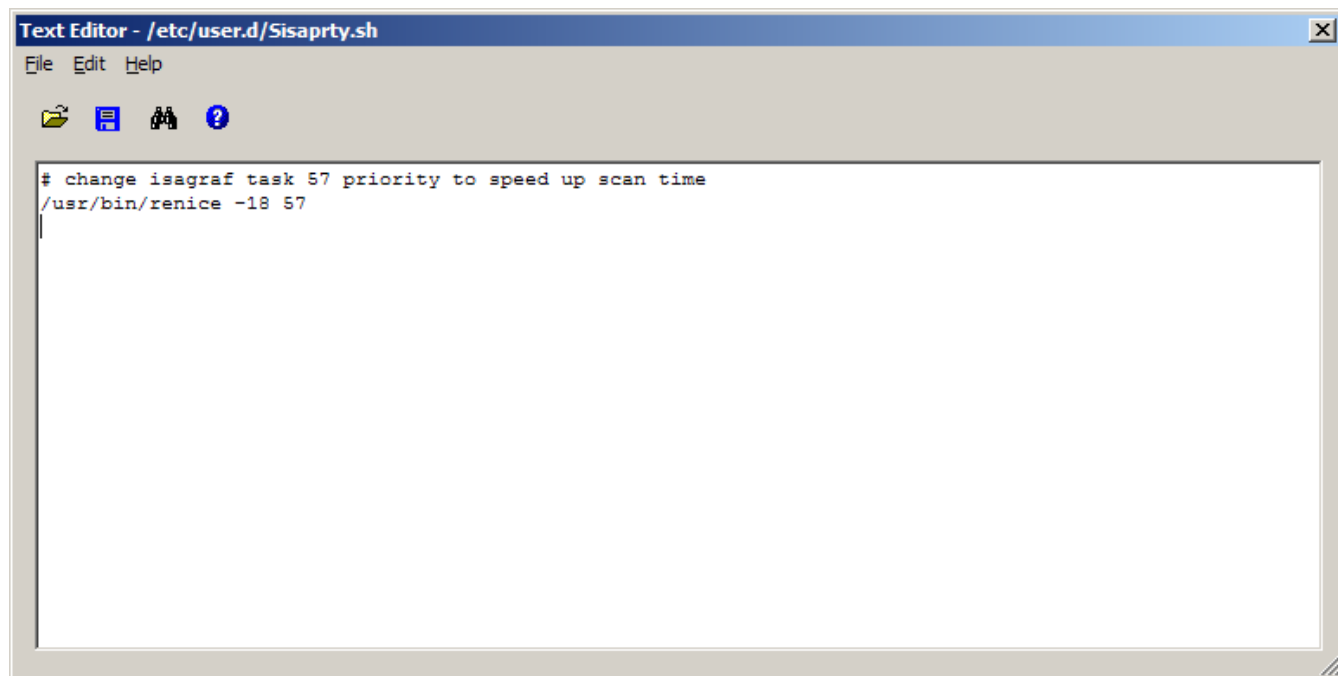 Text Editor - /etc/user.d/Sisaprty.sh
File Edit Help
# change isagraf task 57 priority to speed up scan time
/usr/bin/renice -18 57